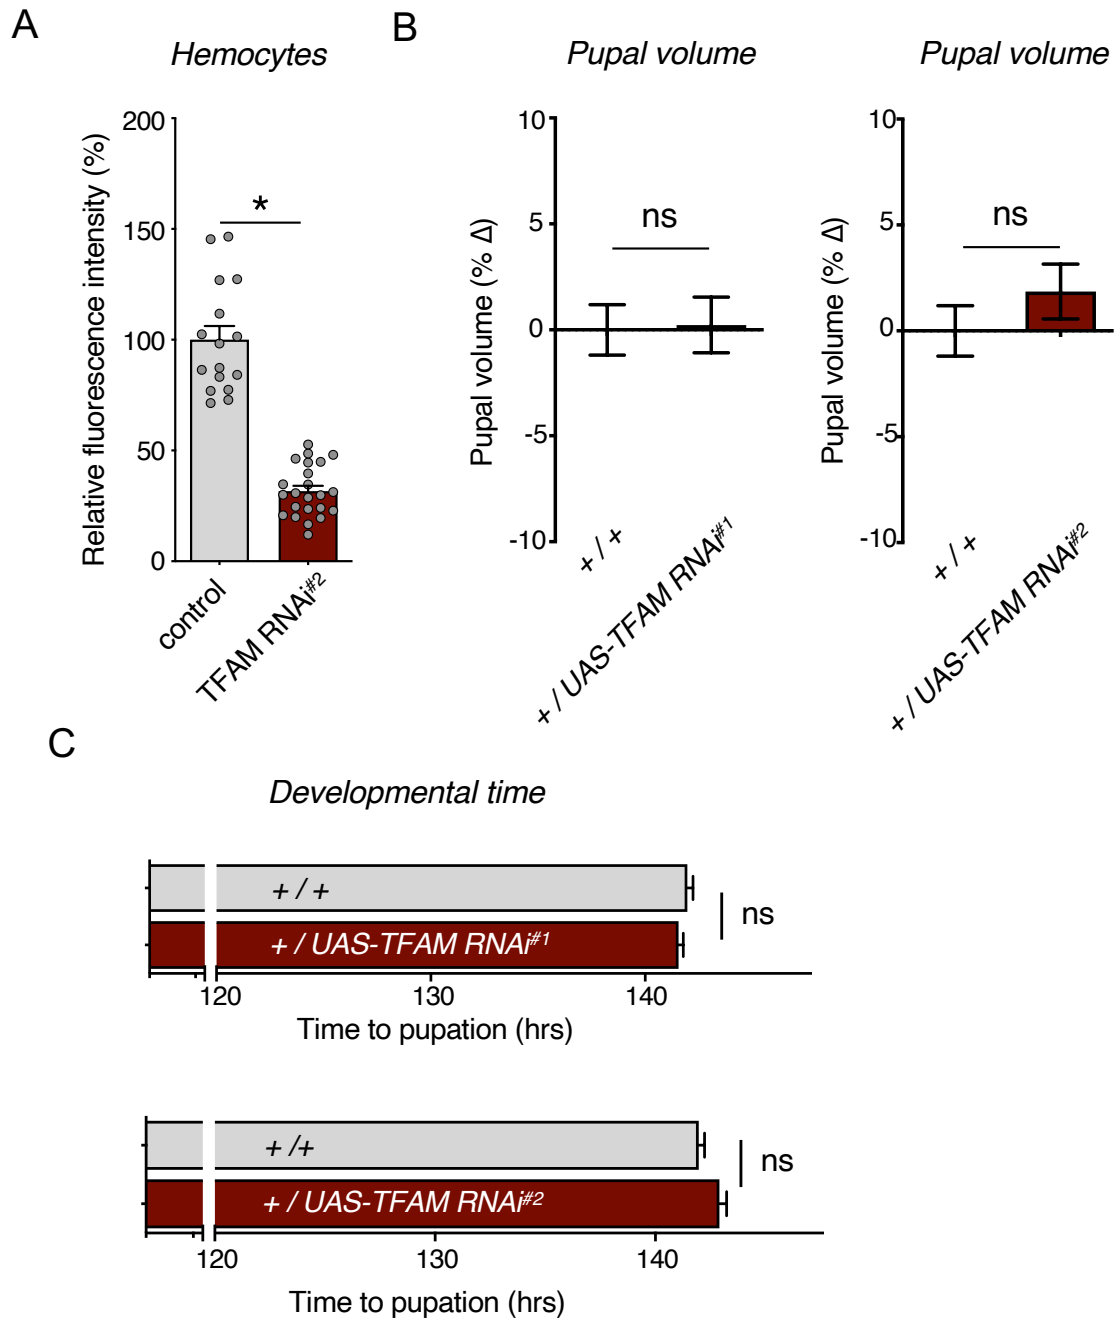 A
Hemocytes
Relative fluorescence intensity (%)
200
150
100
50
0
*
control
TFAM RNAi#2
B
Pupal volume
Pupal volume (% Δ)
10
5
0
-5
-10
ns
+ / +
+ / UAS-TFAM RNAi#1
Pupal volume
Pupal volume (% Δ)
10
5
0
-5
-10
ns
+ / +
+ / UAS-TFAM RNAi#2
C
Developmental time
+ / +
+ / UAS-TFAM RNAi#1
ns
120 130 140
Time to pupation (hrs)
+ /+
+ / UAS-TFAM RNAi#2
ns
120 130 140
Time to pupation (hrs)